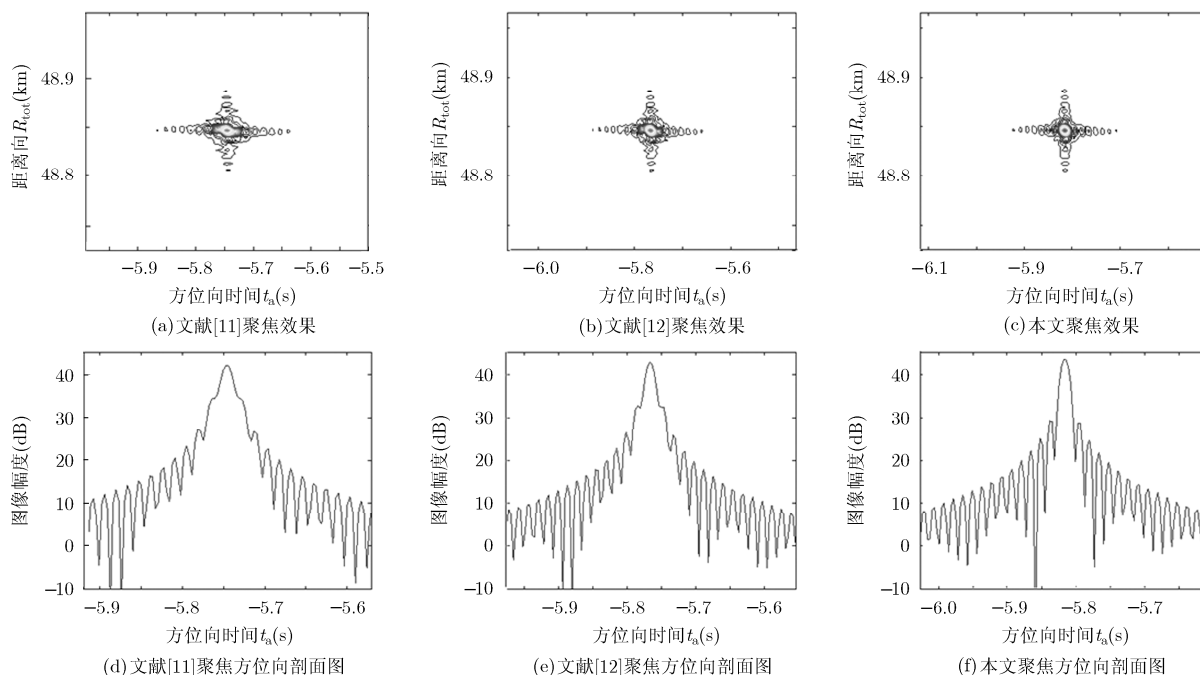 距离向Rtot(km)
48.9
48.8
−5.9 −5.8 −5.7 −5.6 −5.5
方位向时间ta(s)
(a)文献[11]聚焦效果
距离向Rtot(km)
48.9
48.8
−6.0 −5.8 −5.6
方位向时间ta(s)
(b)文献[12]聚焦效果
距离向Rtot(km)
48.9
48.8
−6.1 −5.9 −5.7
方位向时间ta(s)
(c)本文聚焦效果
图像幅度(dB)
40
30
20
10
0
−10
−5.9 −5.8 −5.7 −5.6
方位向时间ta(s)
(d)文献[11]聚焦方位向剖面图
图像幅度(dB)
40
30
20
10
0
−10
−5.9 −5.8 −5.7 −5.6
方位向时间ta(s)
(e)文献[12]聚焦方位向剖面图
图像幅度(dB)
40
30
20
10
0
−10
−6.0 −5.9 −5.8 −5.7
方位向时间ta(s)
(f)本文聚焦方位向剖面图